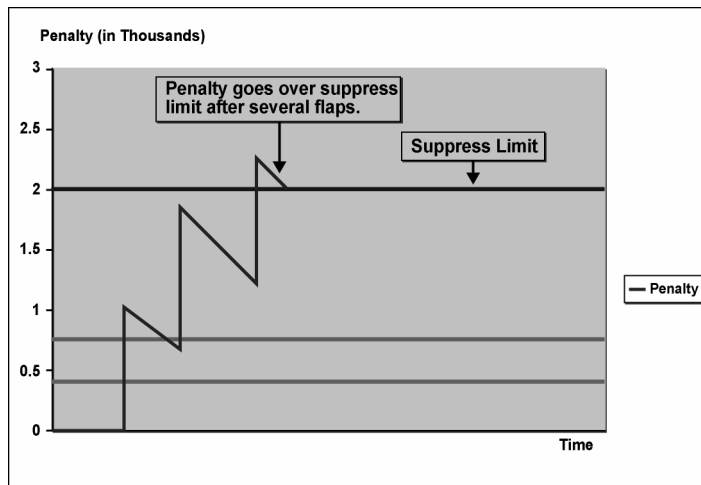 Penalty (in Thousands)
3
Penalty goes over suppress
limit after several flaps.
2.5
Suppress Limit
2
1.5
1
Penalty
0.5
0
Time